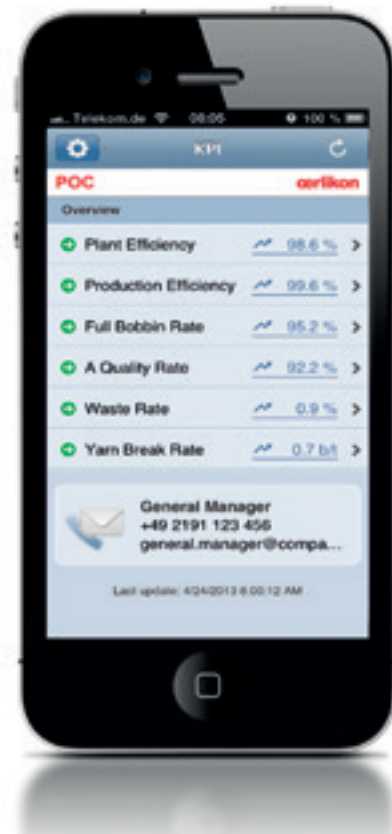 Telekom.de 08:05 100 %
KPI
POC œrlikon
Overview
Plant Efficiency 98.6 %
Production Efficiency 99.6 %
Full Bobbin Rate 95.2 %
A Quality Rate 92.2 %
Waste Rate 0.9 %
Yarn Break Rate 0.7 b/t
General Manager
+49 2191 123 456
general.manager@compa...
Last update: 4/24/2013 8:00:12 AM